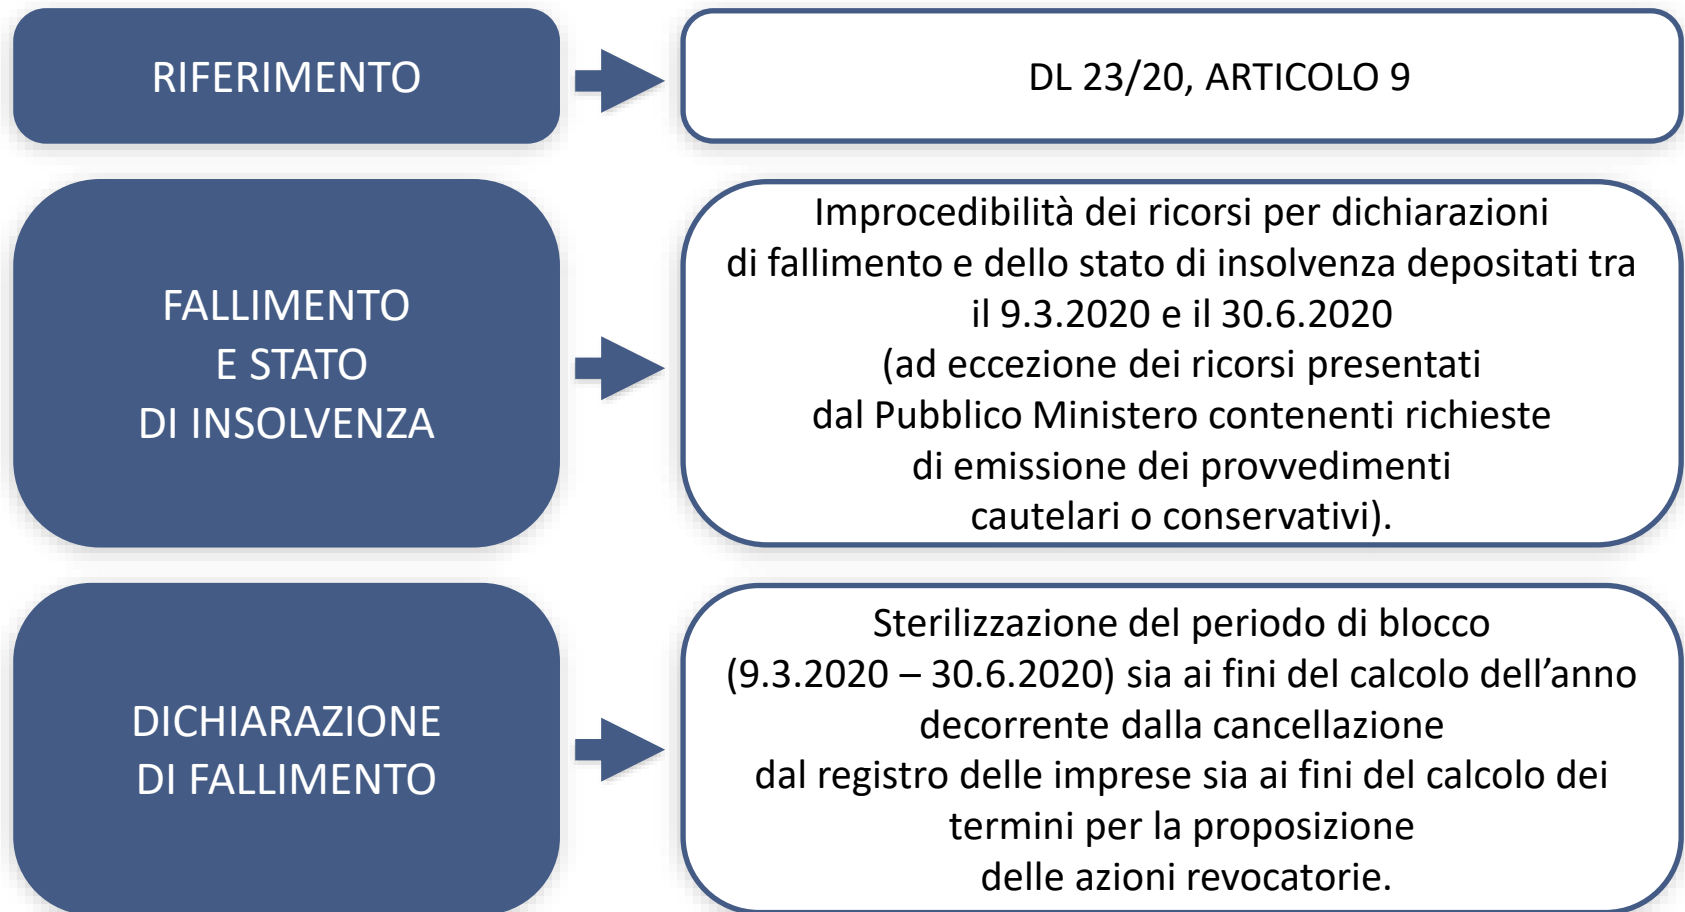 RIFERIMENTO
DL 23/20, ARTICOLO 9
FALLIMENTO
E STATO
DI INSOLVENZA
Improcedibilità dei ricorsi per dichiarazioni
di fallimento e dello stato di insolvenza depositati tra
il 9.3.2020 e il 30.6.2020
(ad eccezione dei ricorsi presentati
dal Pubblico Ministero contenenti richieste
di emissione dei provvedimenti
cautelari o conservativi).
DICHIARAZIONE
DI FALLIMENTO
Sterilizzazione del periodo di blocco
(9.3.2020 – 30.6.2020) sia ai fini del calcolo dell’anno
decorrente dalla cancellazione
dal registro delle imprese sia ai fini del calcolo dei
termini per la proposizione
delle azioni revocatorie.